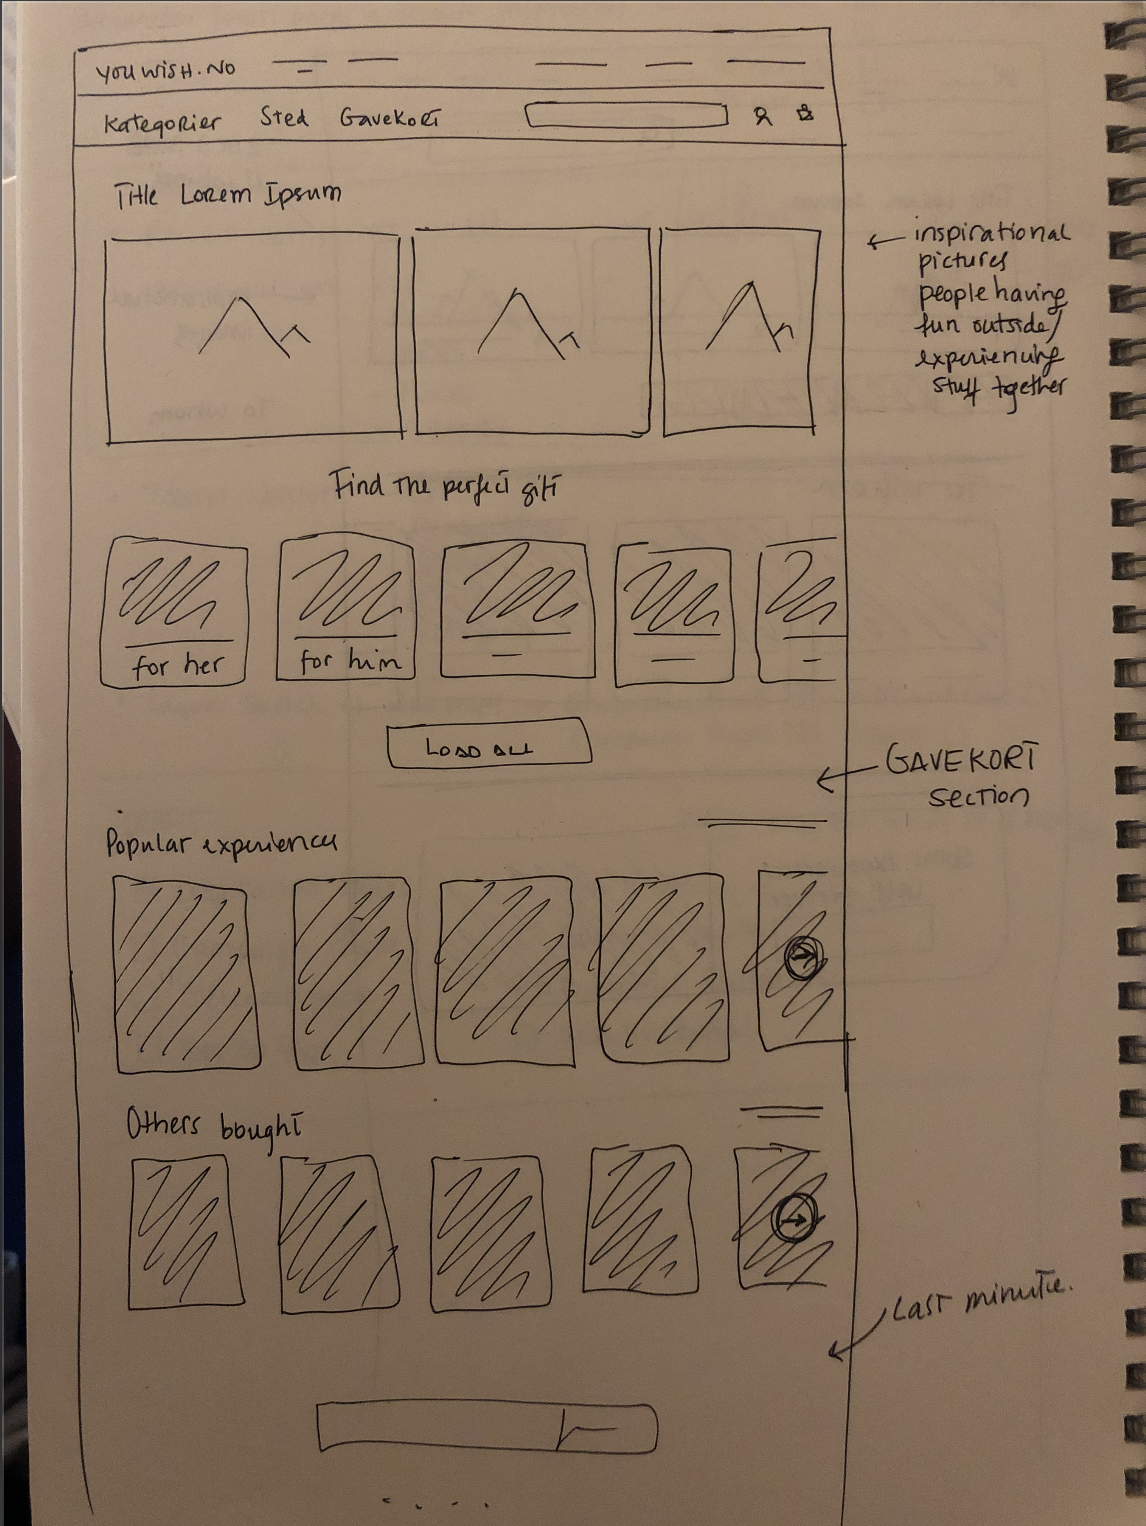 YOUWISH.NO
Kategorier Sted Gavekort
Title Lorem Ipsum
inspirational
pictures
people having
fun outside/
experiencing
stuff together
Find the perfect gift
for her for him
LOAD ALL
GAVEKORT
section
Popular experiences
Others bought
Last minute.